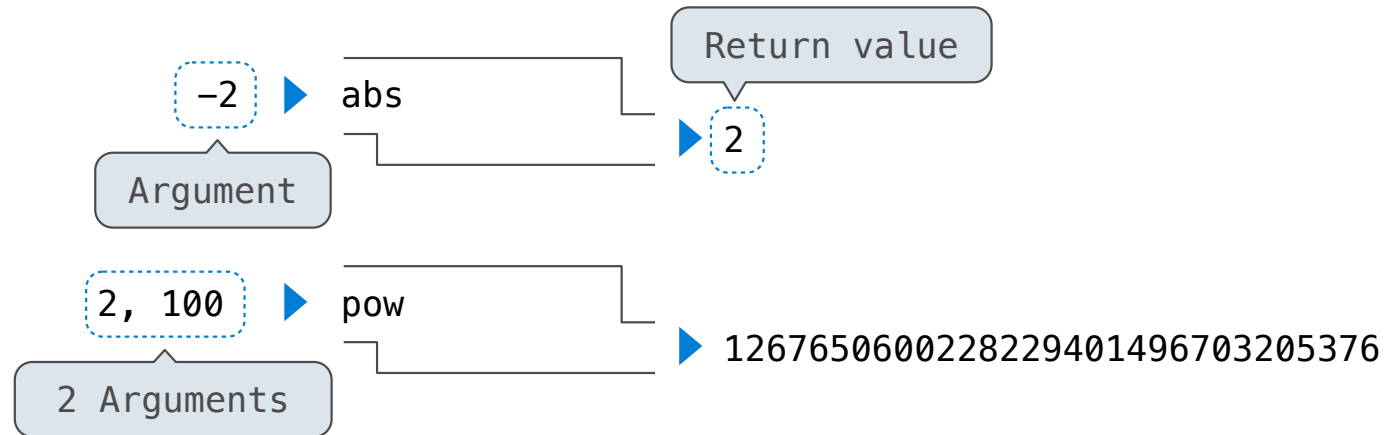 Return value
-2 abs
2
Argument
2, 100 pow
1267650600228229401496703205376
2 Arguments